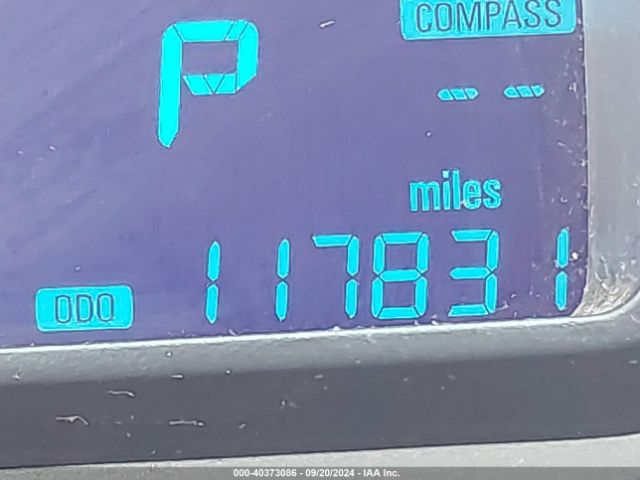 COMPASS
P
--
miles
ODO 117831
000-40373086 - 09/20/2024 - IAA Inc.